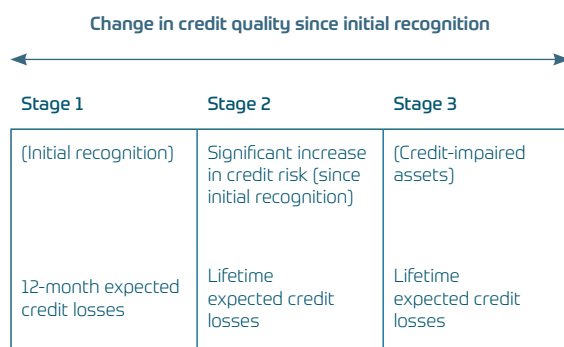 Change in credit quality since initial recognition
Stage 1
Stage 2
Stage 3
(Initial recognition)
Significant increase
in credit risk (since
initial recognition)
(Credit-impaired
assets)
12-month expected
credit losses
Lifetime
expected credit
losses
Lifetime
expected credit
losses